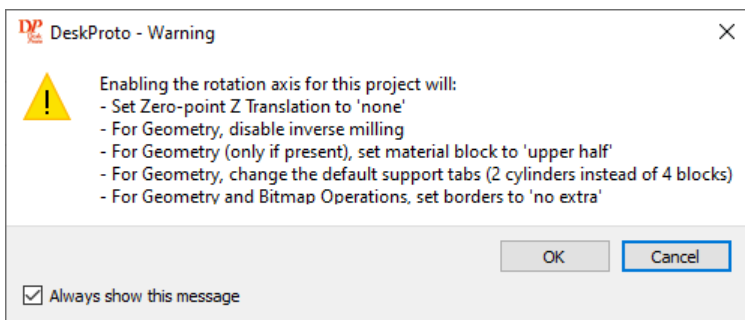 DeskProto - Warning
Enabling the rotation axis for this project will:
- Set Zero-point Z Translation to 'none'
- For Geometry, disable inverse milling
- For Geometry (only if present), set material block to 'upper half'
- For Geometry, change the default support tabs (2 cylinders instead of 4 blocks)
- For Geometry and Bitmap Operations, set borders to 'no extra'
OK Cancel
Always show this message